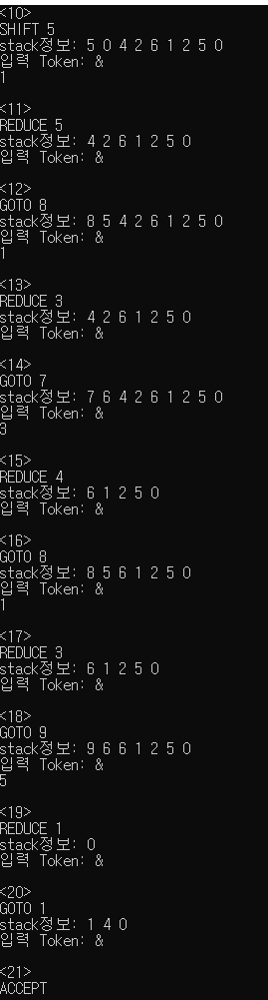 <10>
SHIFT 5
stack정보: 5 0 4 2 6 1 2 5 0
입력 Token: &
1
<11>
REDUCE 5
stack정보: 4 2 6 1 2 5 0
입력 Token: &
<12>
GOTO 8
stack정보: 8 5 4 2 6 1 2 5 0
입력 Token: &
1
<13>
REDUCE 3
stack정보: 4 2 6 1 2 5 0
입력 Token: &
<14>
GOTO 7
stack정보: 7 6 4 2 6 1 2 5 0
입력 Token: &
3
<15>
REDUCE 4
stack정보: 6 1 2 5 0
입력 Token: &
<16>
GOTO 8
stack정보: 8 5 6 1 2 5 0
입력 Token: &
1
<17>
REDUCE 3
stack정보: 6 1 2 5 0
입력 Token: &
<18>
GOTO 9
stack정보: 9 6 6 1 2 5 0
입력 Token: &
5
<19>
REDUCE 1
stack정보: 0
입력 Token: &
<20>
GOTO 1
stack정보: 1 4 0
입력 Token: &
<21>
ACCEPT